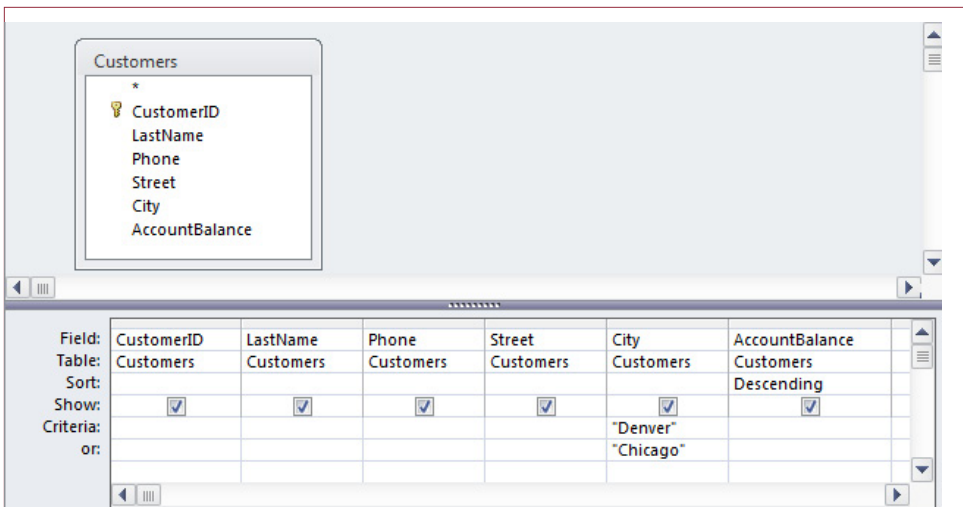 Customers
*
CustomerID
LastName
Phone
Street
City
AccountBalance
Field: CustomerID LastName Phone Street City AccountBalance
Table: Customers Customers Customers Customers Customers Customers
Sort: Descending
Show:
Criteria: "Denver"
or: "Chicago"